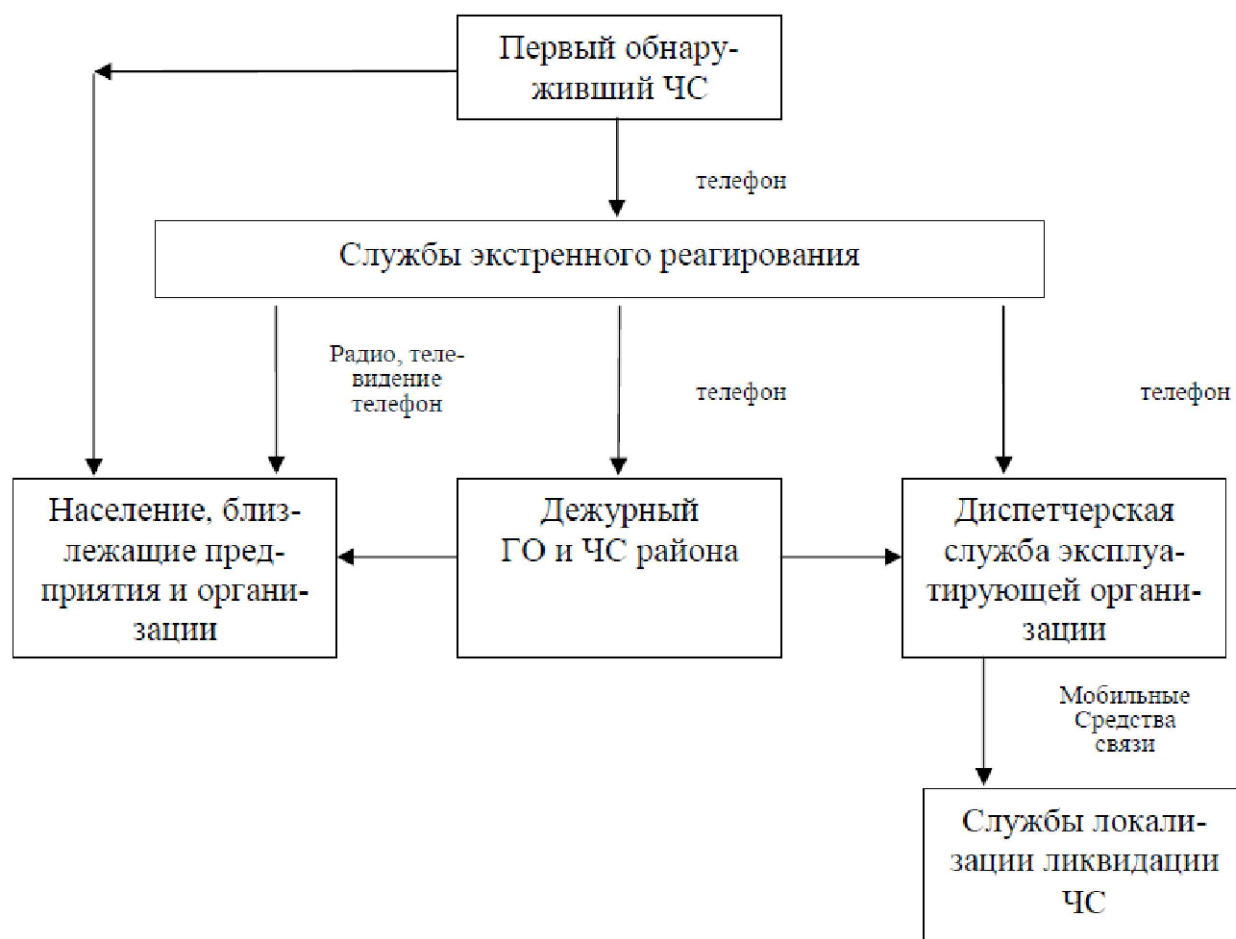 Первый обнару-
живший ЧС
телефон
Службы экстренного реагирования
Радио, теле-
видение
телефон
телефон
телефон
Население, близ-
лежащие пред-
приятия и органи-
зации
Дежурный
ГО и ЧС района
Диспетчерская
служба эксплуа-
тирующей органи-
зации
Мобильные
Средства
связи
Службы локали-
зации ликвидации
ЧС